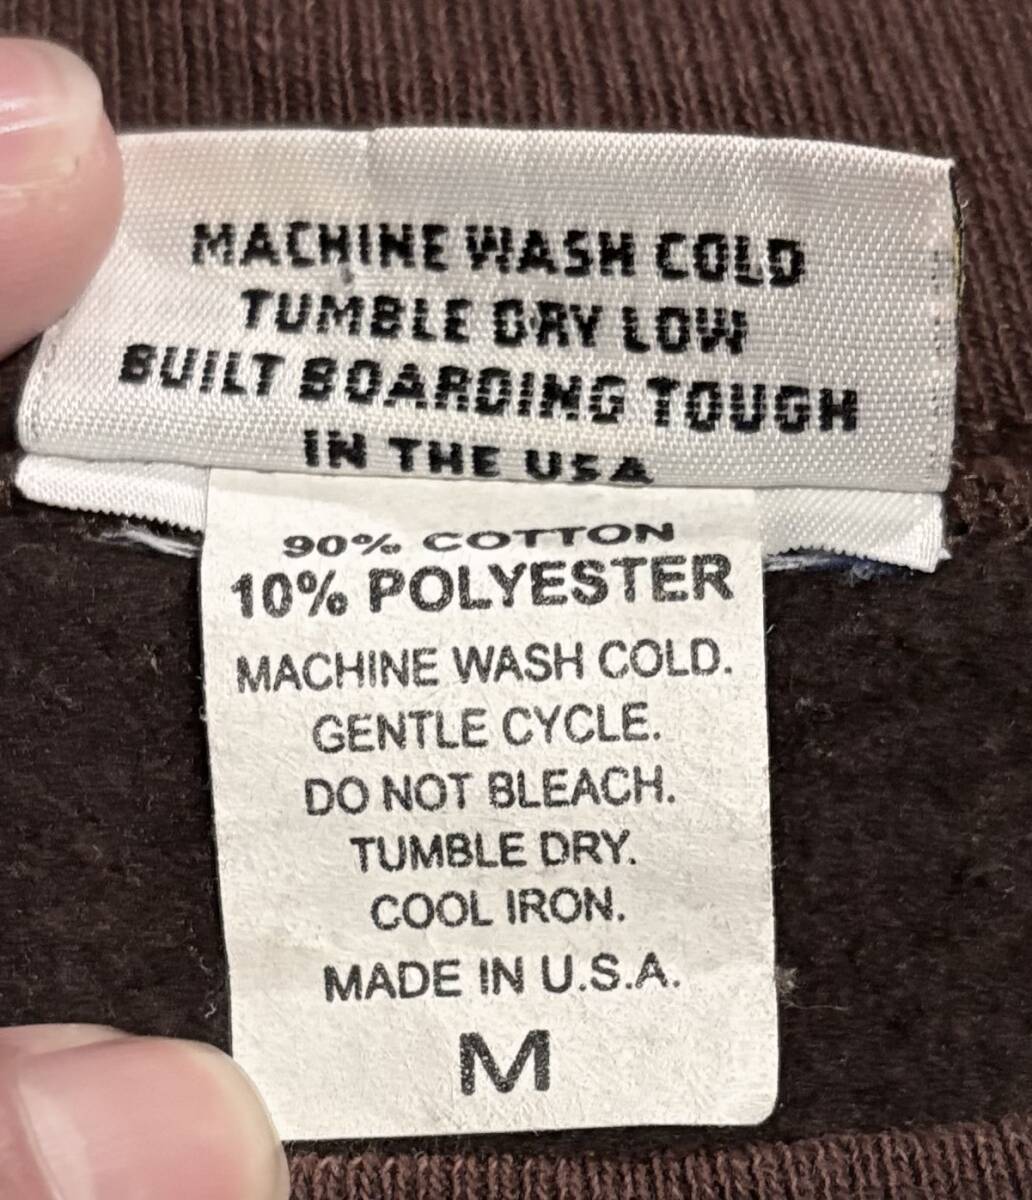 MACHINE WASH COLD
TUMBLE DRY LOW
BUILT BOARDING TOUGH
IN THE USA
90% COTTON
10% POLYESTER
MACHINE WASH COLD.
GENTLE CYCLE.
DO NOT BLEACH.
TUMBLE DRY.
COOL IRON.
MADE IN U.S.A.
M